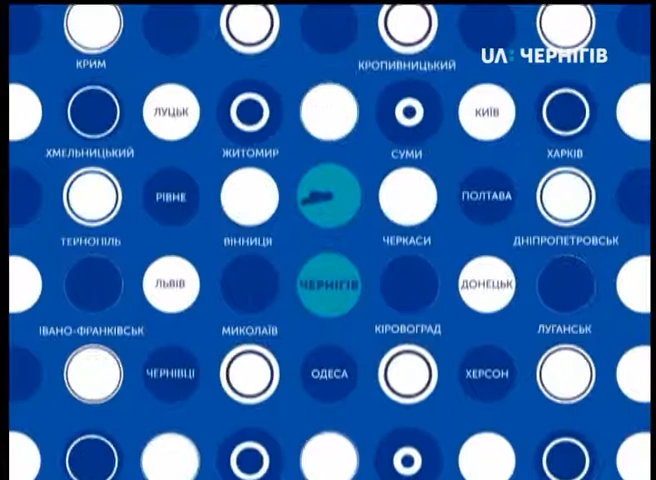 UA: ЧЕРНІГІВ
КРИМ
КРОПИВНИЦЬКИЙ
ЛУЦЬК
КИЇВ
ХМЕЛЬНИЦЬКИЙ
ЖИТОМИР
СУМИ
ХАРКІВ
РІВНЕ
ПОЛТАВА
ТЕРНОПІЛЬ
ВІННИЦЯ
ЧЕРКАСИ
ДНІПРОПЕТРОВСЬК
ЛЬВІВ
ЧЕРНІГІВ
ДОНЕЦЬК
ІВАНО-ФРАНКІВСЬК
МИКОЛАЇВ
КІРОВОГРАД
ЛУГАНСЬК
ЧЕРНІВЦІ
ОДЕСА
ХЕРСОН